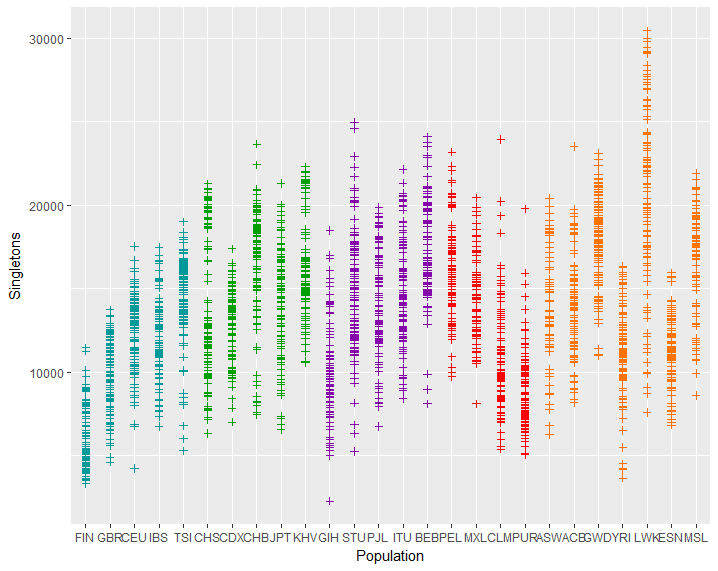 30000
20000
10000
Singletons
FIN GBR CEU IBS TSI CHS CDX CHB JPT KHV GIH STU PJL ITU BEB PEL MXL CLM PUR ASW ACB GWD YRI LWK ESN MSL
Population